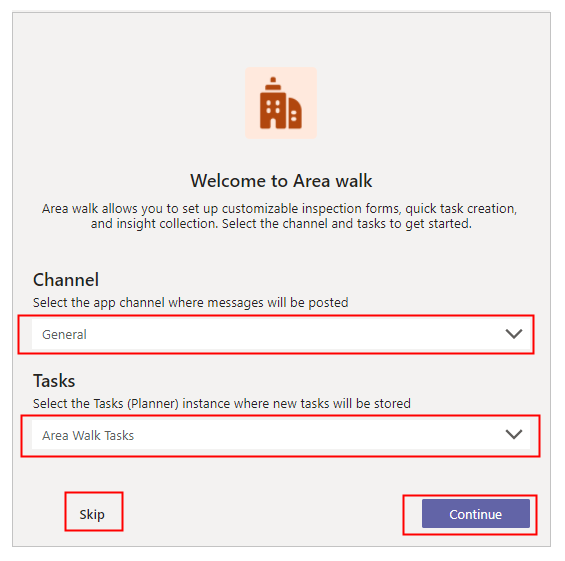 Welcome to Area walk
Area walk allows you to set up customizable inspection forms, quick task creation,
and insight collection. Select the channel and tasks to get started.
Channel
Select the app channel where messages will be posted
General
Tasks
Select the Tasks (Planner) instance where new tasks will be stored
Area Walk Tasks
Skip
Continue